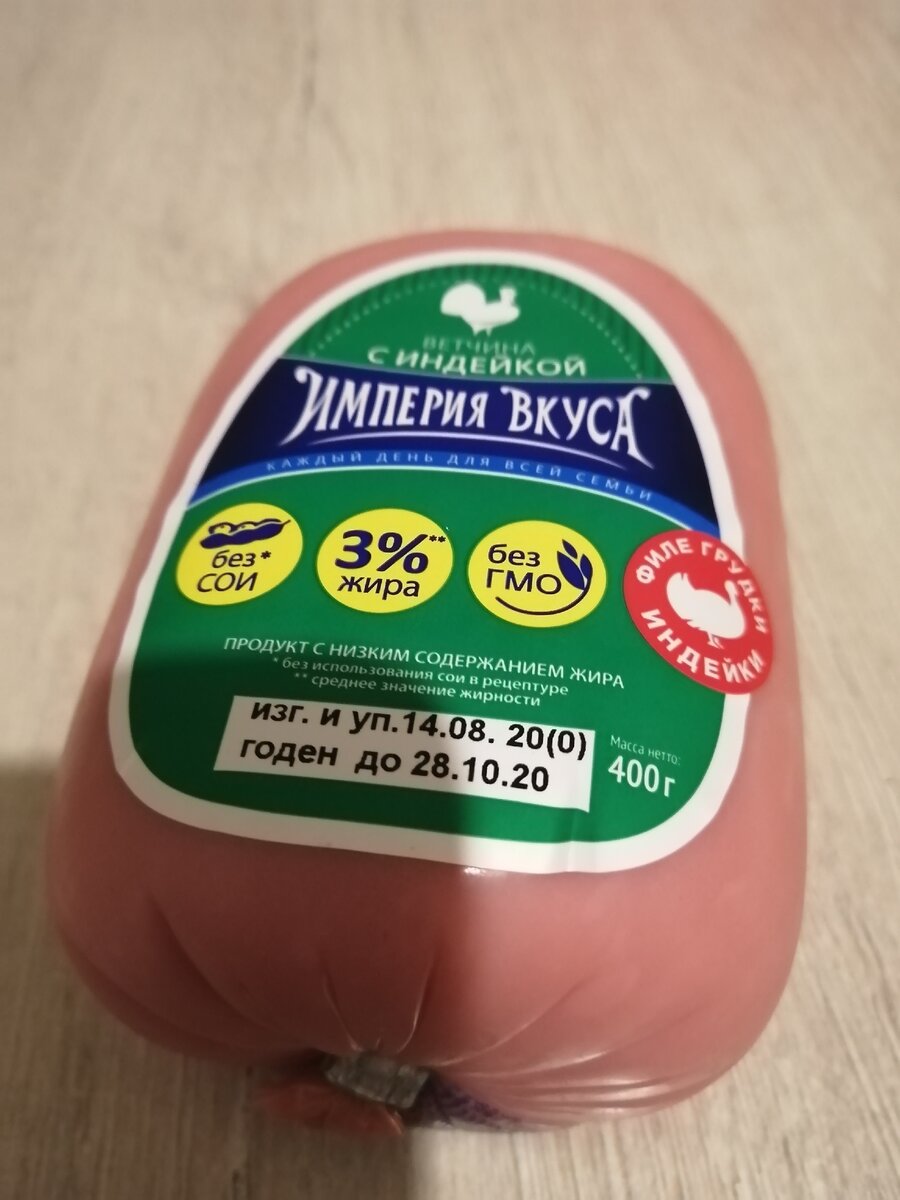 ВЕТЧИНА
С ИНДЕЙКОЙ
ИМПЕРИЯ ВКУСА
КАЖДЫЙ ДЕНЬ ДЛЯ ВСЕЙ СЕМЬИ
без*
СОИ
3%**
жира
без
ГМО
ФИЛЕ ГРУДКИ
ИНДЕЙКИ
ПРОДУКТ С НИЗКИМ СОДЕРЖАНИЕМ ЖИРА
* без использования сои в рецептуре
** среднее значение жирности
изг. и уп.14.08. 20(0)
годен до 28.10.20
Масса нетто:
400 г